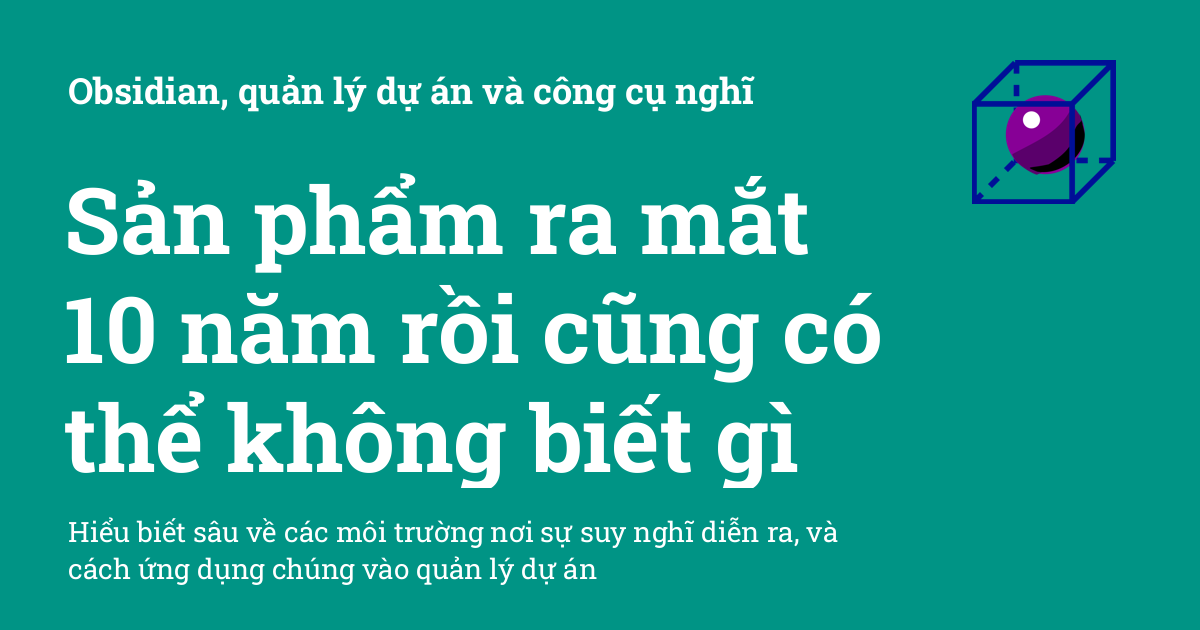 Obsidian, quản lý dự án và công cụ nghĩ
Sản phẩm ra mắt
10 năm rồi cũng có
thể không biết gì
Hiểu biết sâu về các môi trường nơi sự suy nghĩ diễn ra, và
cách ứng dụng chúng vào quản lý dự án